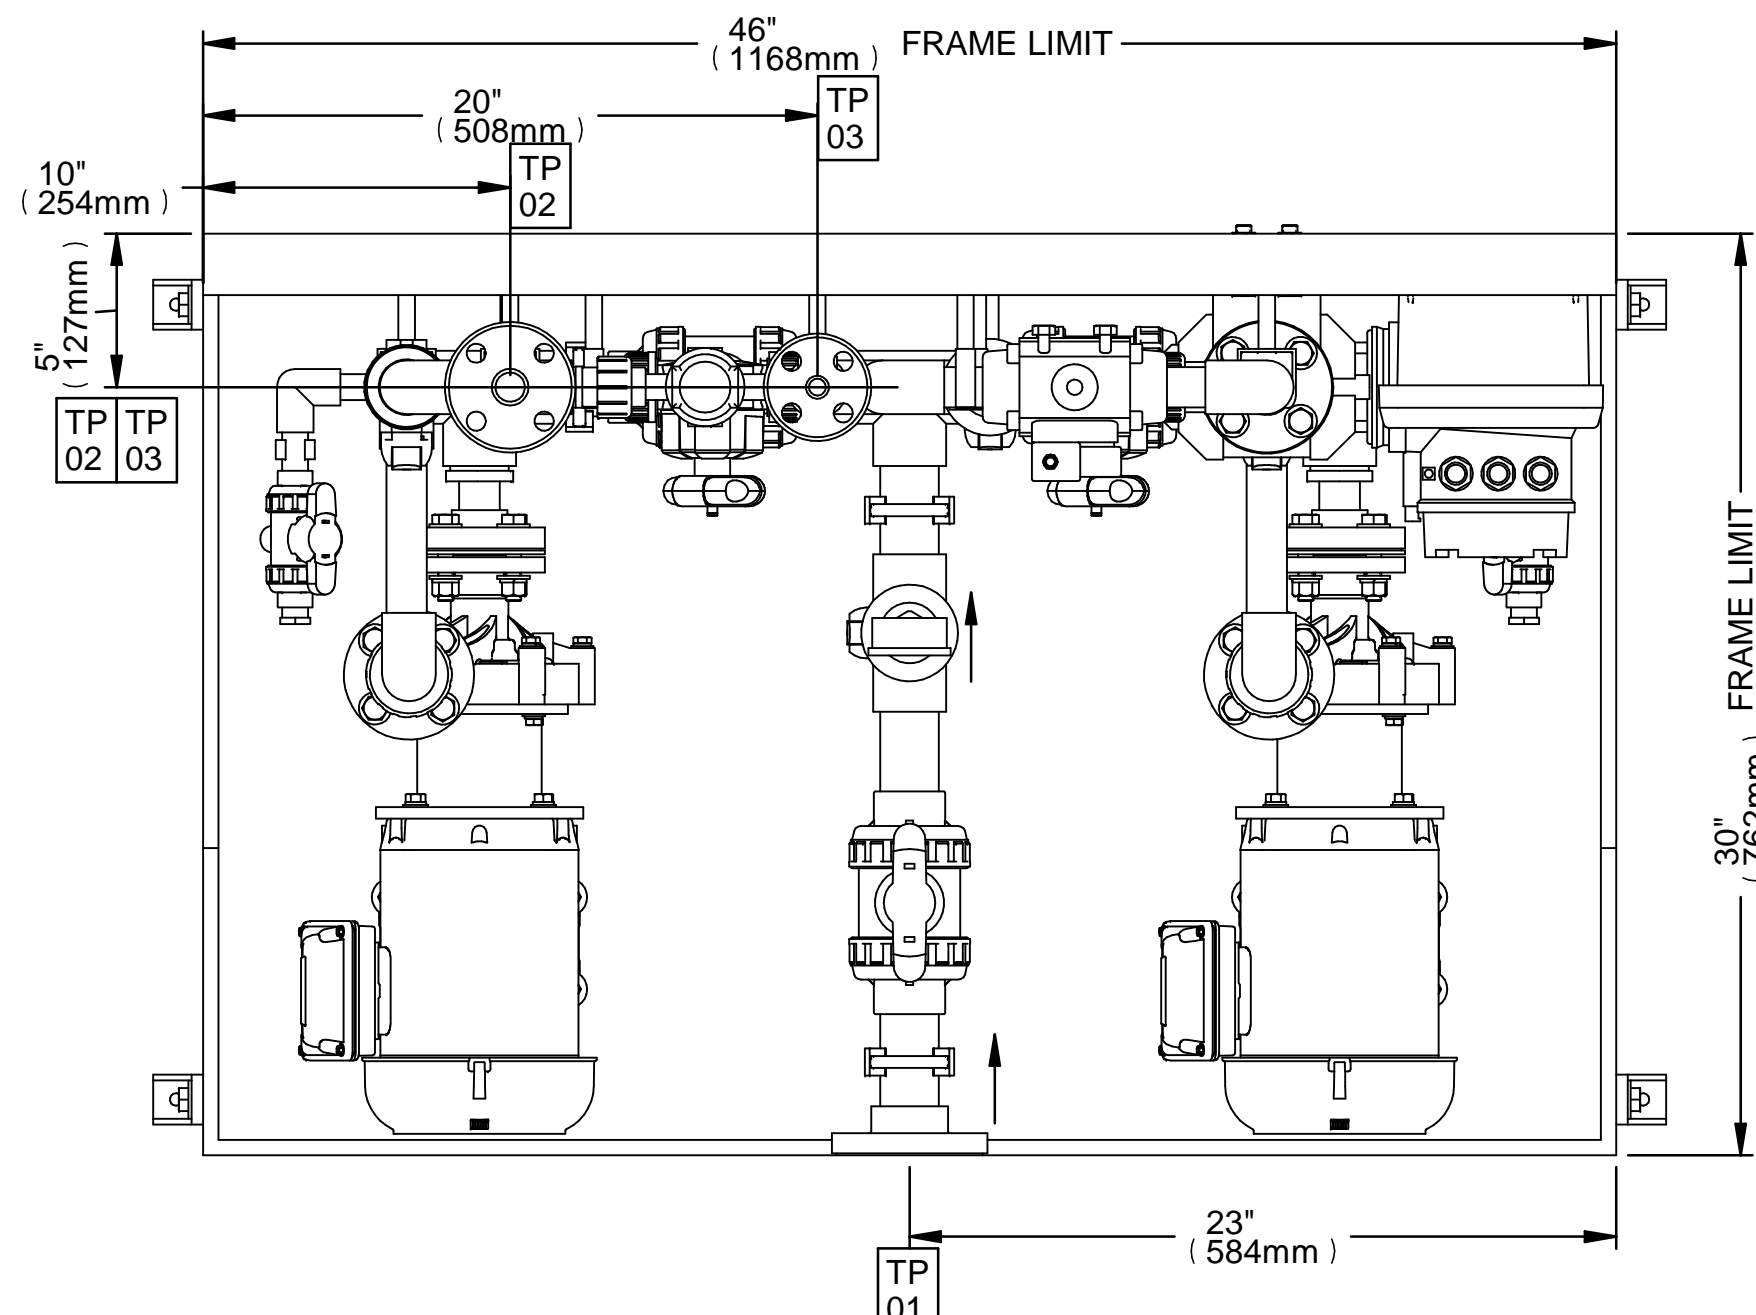 46"
(1168mm)
FRAME LIMIT
20"
(508mm)
TP
03
10"
(254mm)
TP
02
5"
(127mm)
TP
02
TP
03
FRAME LIMIT
30"
(762mm)
23"
(584mm)
TP
01